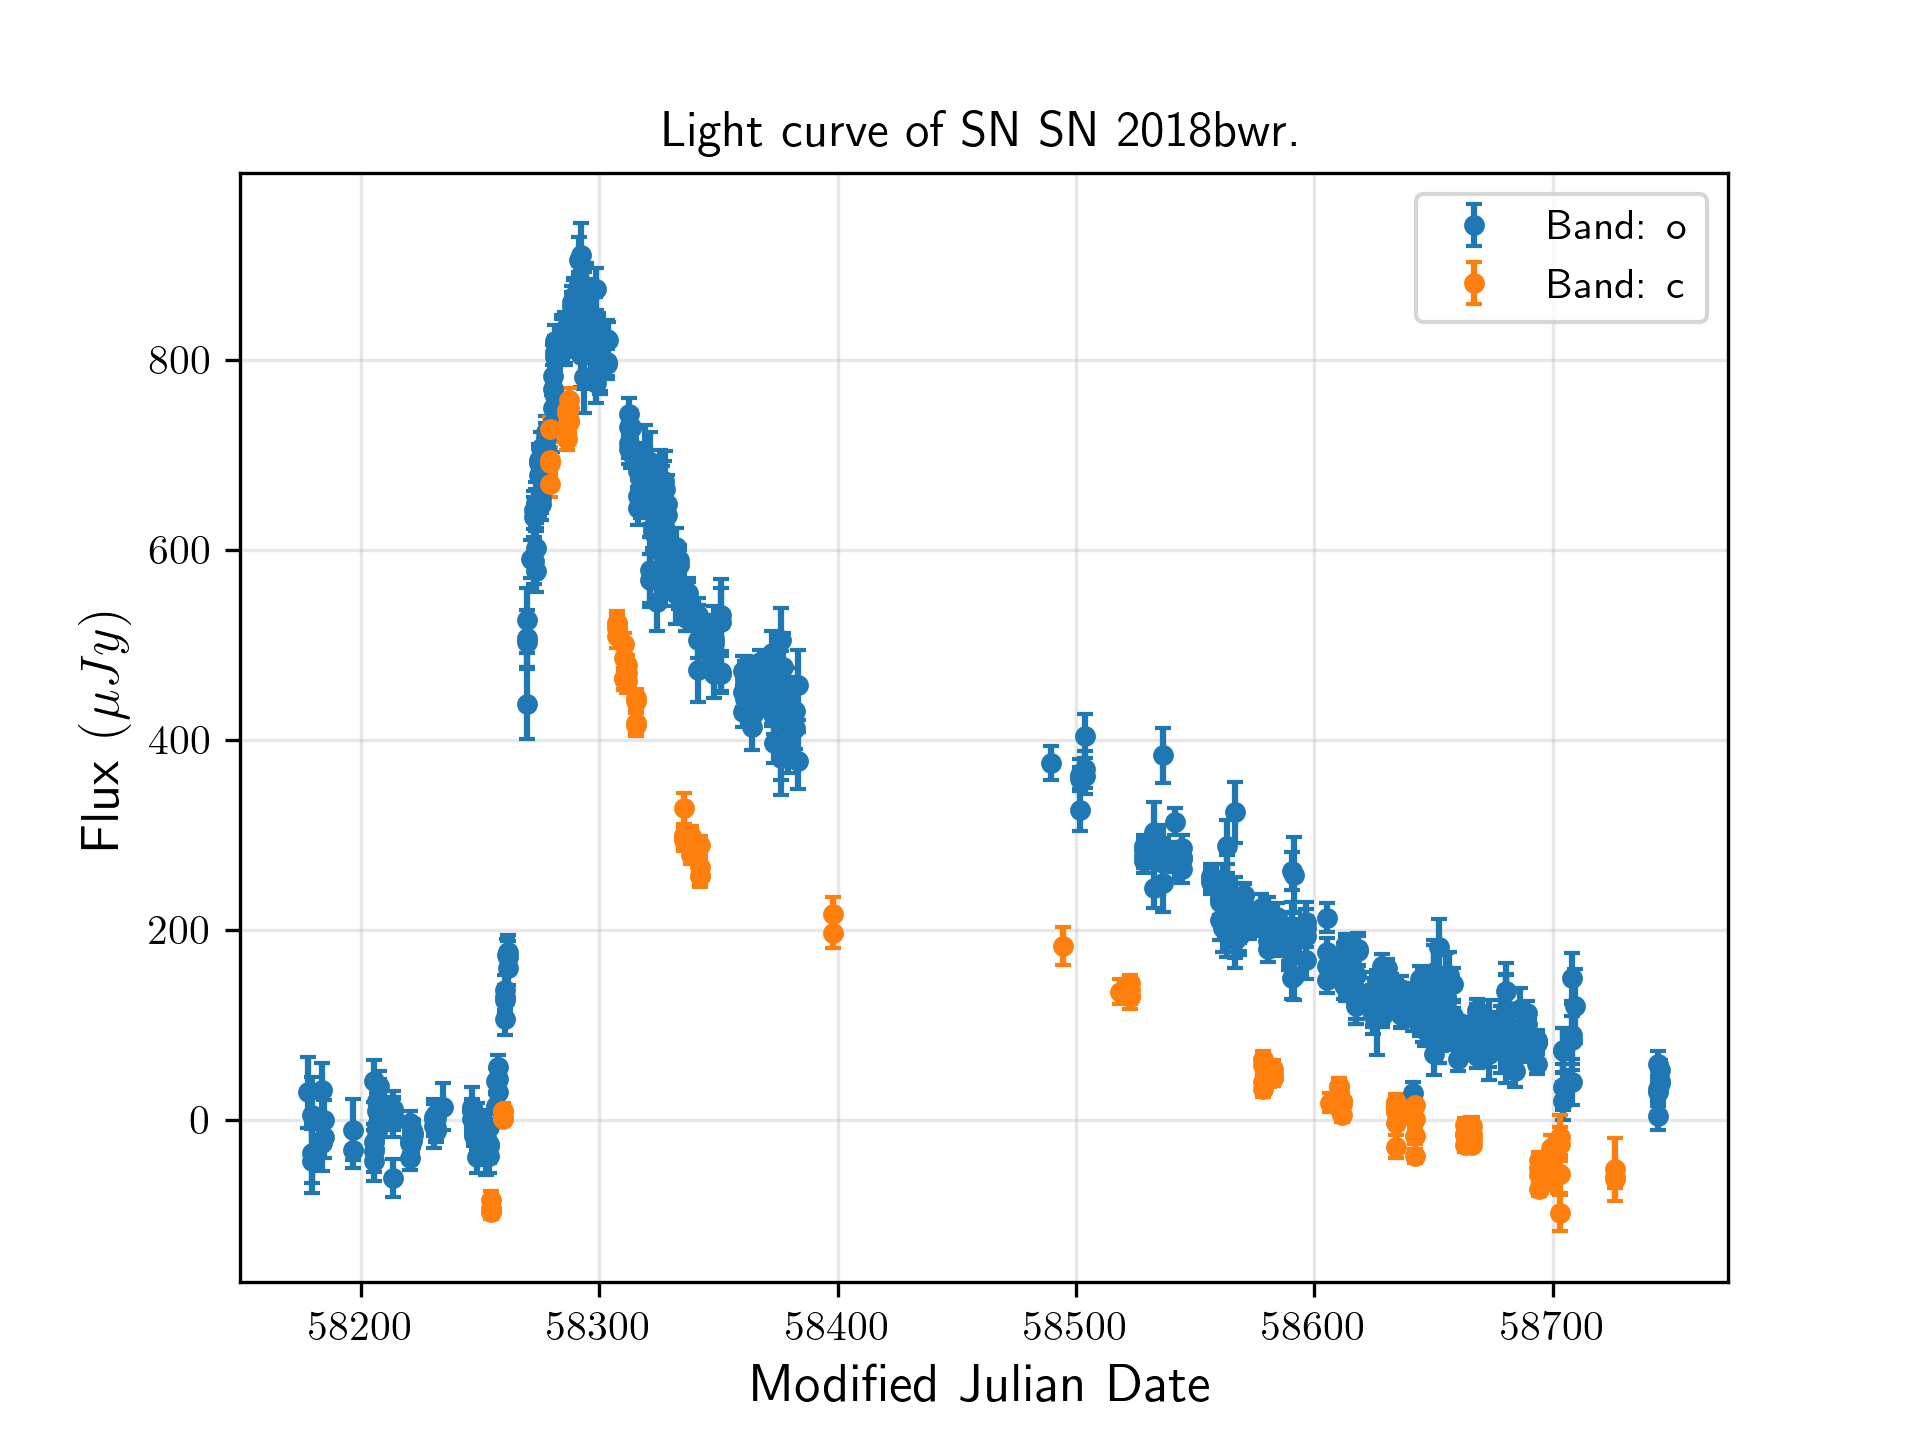 Light curve of SN SN 2018bwr.
Band: o
Band: c
800
600
400
200
0
Flux (μJy)
58200 58300 58400 58500 58600 58700
Modified Julian Date